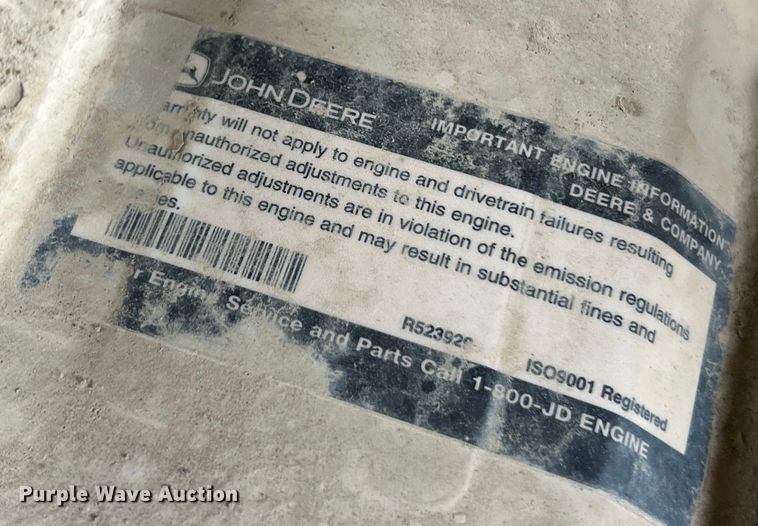 JOHN DEERE
IMPORTANT ENGINE INFORMATION
DEERE & COMPANY
will not apply to engine and drivetrain failures resulting
unauthorized adjustments to this engine.
Unauthorized adjustments are in violation of the emission regulations
applicable to this engine and may result in substantial fines and
R523929
ISO9001 Registered
Engine Service and Parts Call 1-800-JD ENGINE
Purple Wave Auction